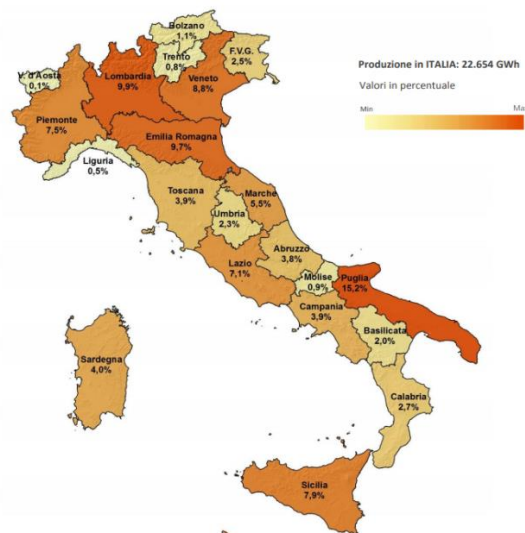 Bolzano
1,1%
Trento
0,8%
F.V.G.
2,5%
V. d'Aosta
0,1%
Lombardia
9,9%
Veneto
8,8%
Produzione in ITALIA: 22.654 GWh
Valori in percentuale
Min
Ma
Piemonte
7,5%
Emilia Romagna
9,7%
Liguria
0,5%
Toscana
3,9%
Marche
5,5%
Umbria
2,3%
Lazio
7,1%
Abruzzo
3,8%
Molise
0,9%
Puglia
15,2%
Campania
3,9%
Basilicata
2,0%
Sardegna
4,0%
Calabria
2,7%
Sicilia
7,9%